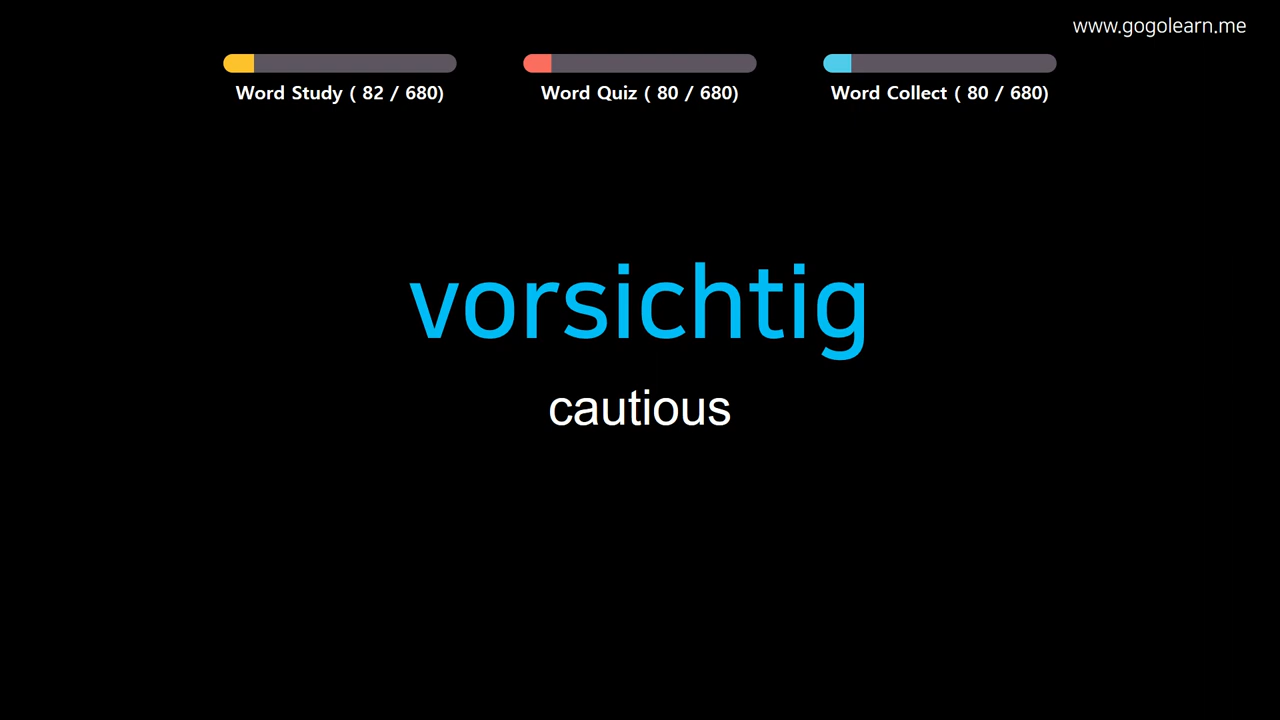 www.gogolearn.me
Word Study ( 82 / 680)
Word Quiz ( 80 / 680)
Word Collect ( 80 / 680)
vorsichtig
cautious